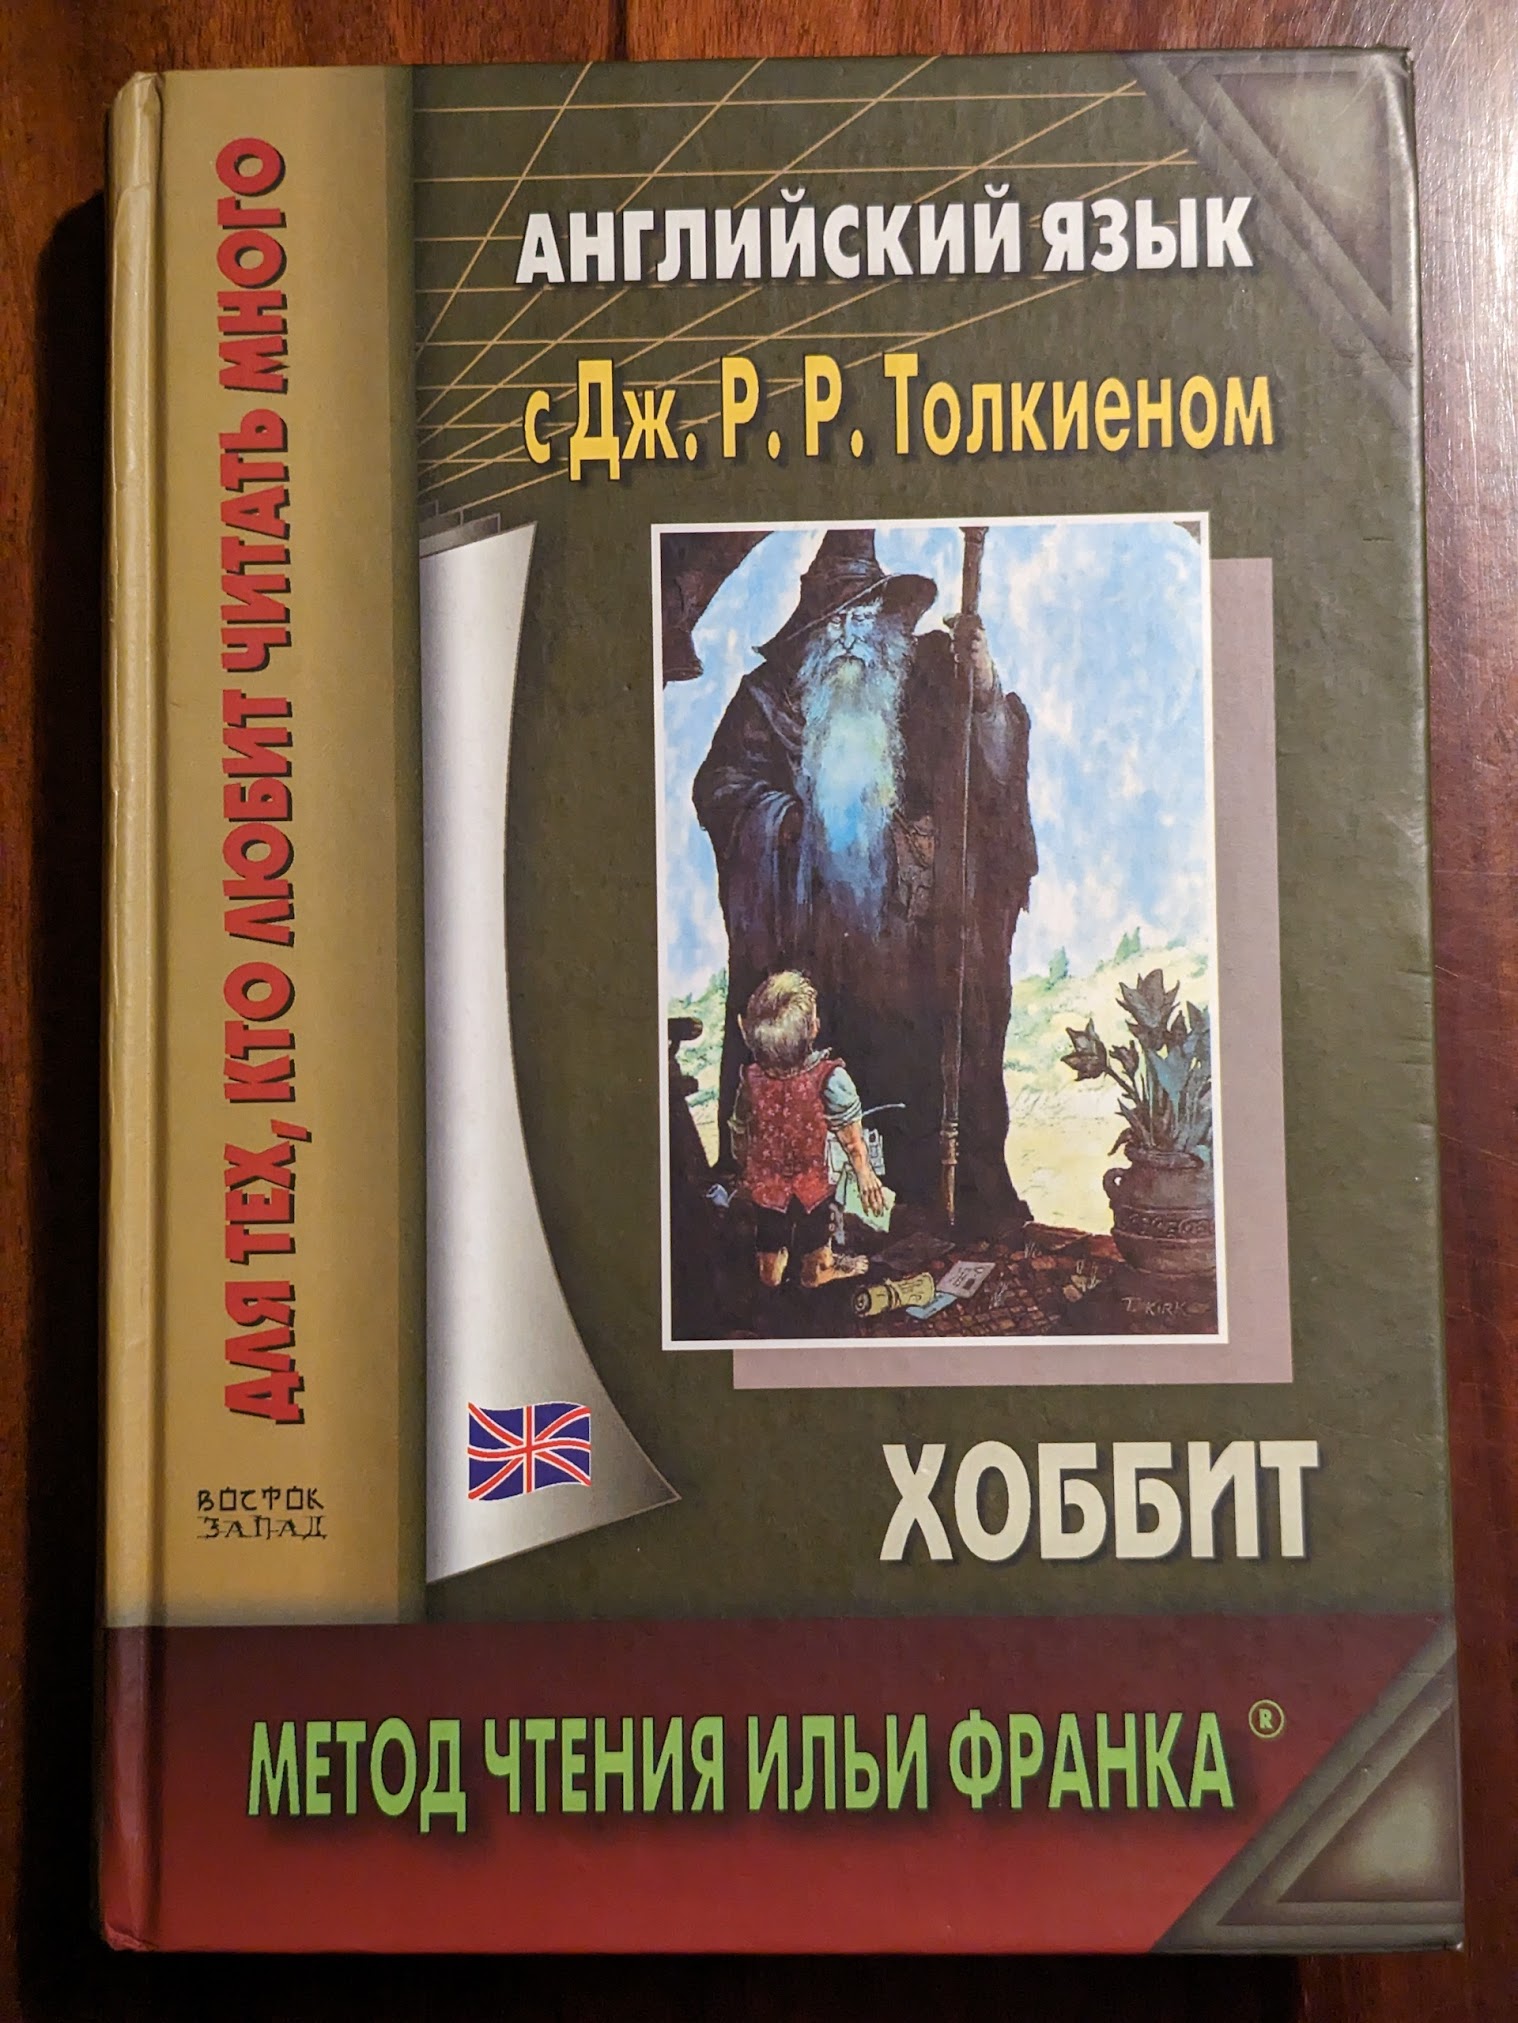 АНГЛИЙСКИЙ ЯЗЫК
с Дж. Р. Р. Толкиеном
T. KIRK
ХОББИТ
МЕТОД ЧТЕНИЯ ИЛЬИ ФРАНКА ®
ДЛЯ ТЕХ, КТО ЛЮБИТ ЧИТАТЬ МНОГО
ВОСТОК
ЗАПАД